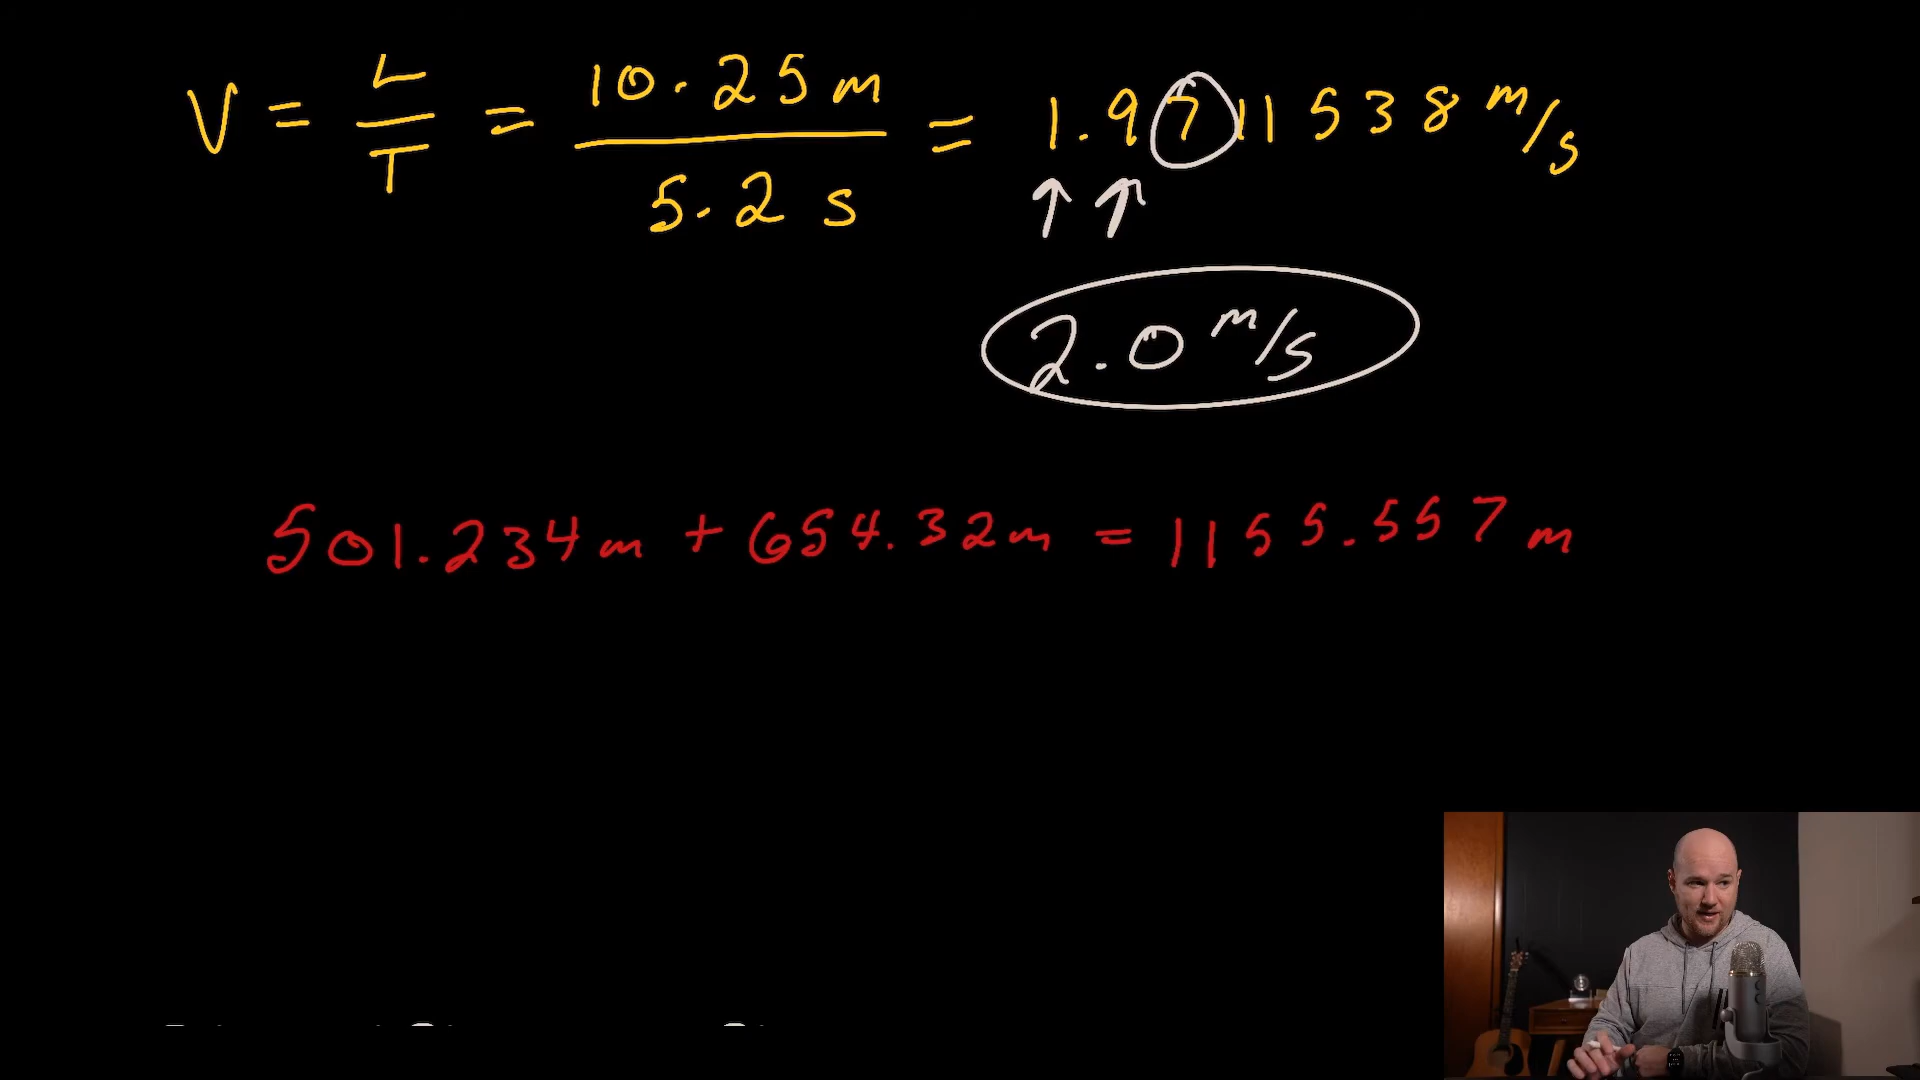 V = L/T = 10.25 m / 5.2 s = 1.9711538 m/s
2.0 m/s
501.234 m + 654.32 m = 1155.557 m